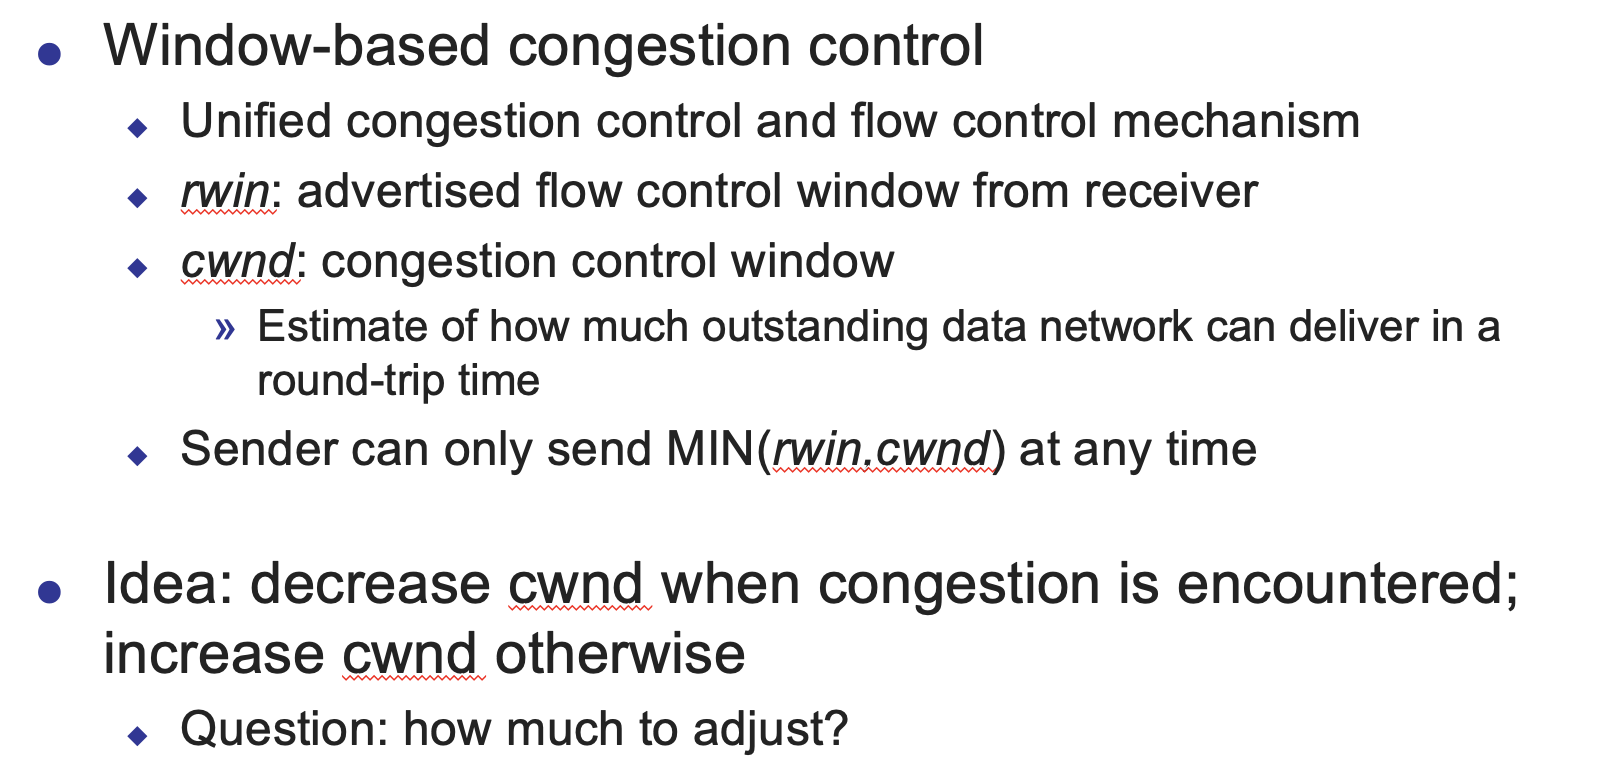 Window-based congestion control
Unified congestion control and flow control mechanism
rwin: advertised flow control window from receiver
cwnd: congestion control window
» Estimate of how much outstanding data network can deliver in a
round-trip time
Sender can only send MIN(rwin,cwnd) at any time
Idea: decrease cwnd when congestion is encountered;
increase cwnd otherwise
Question: how much to adjust?